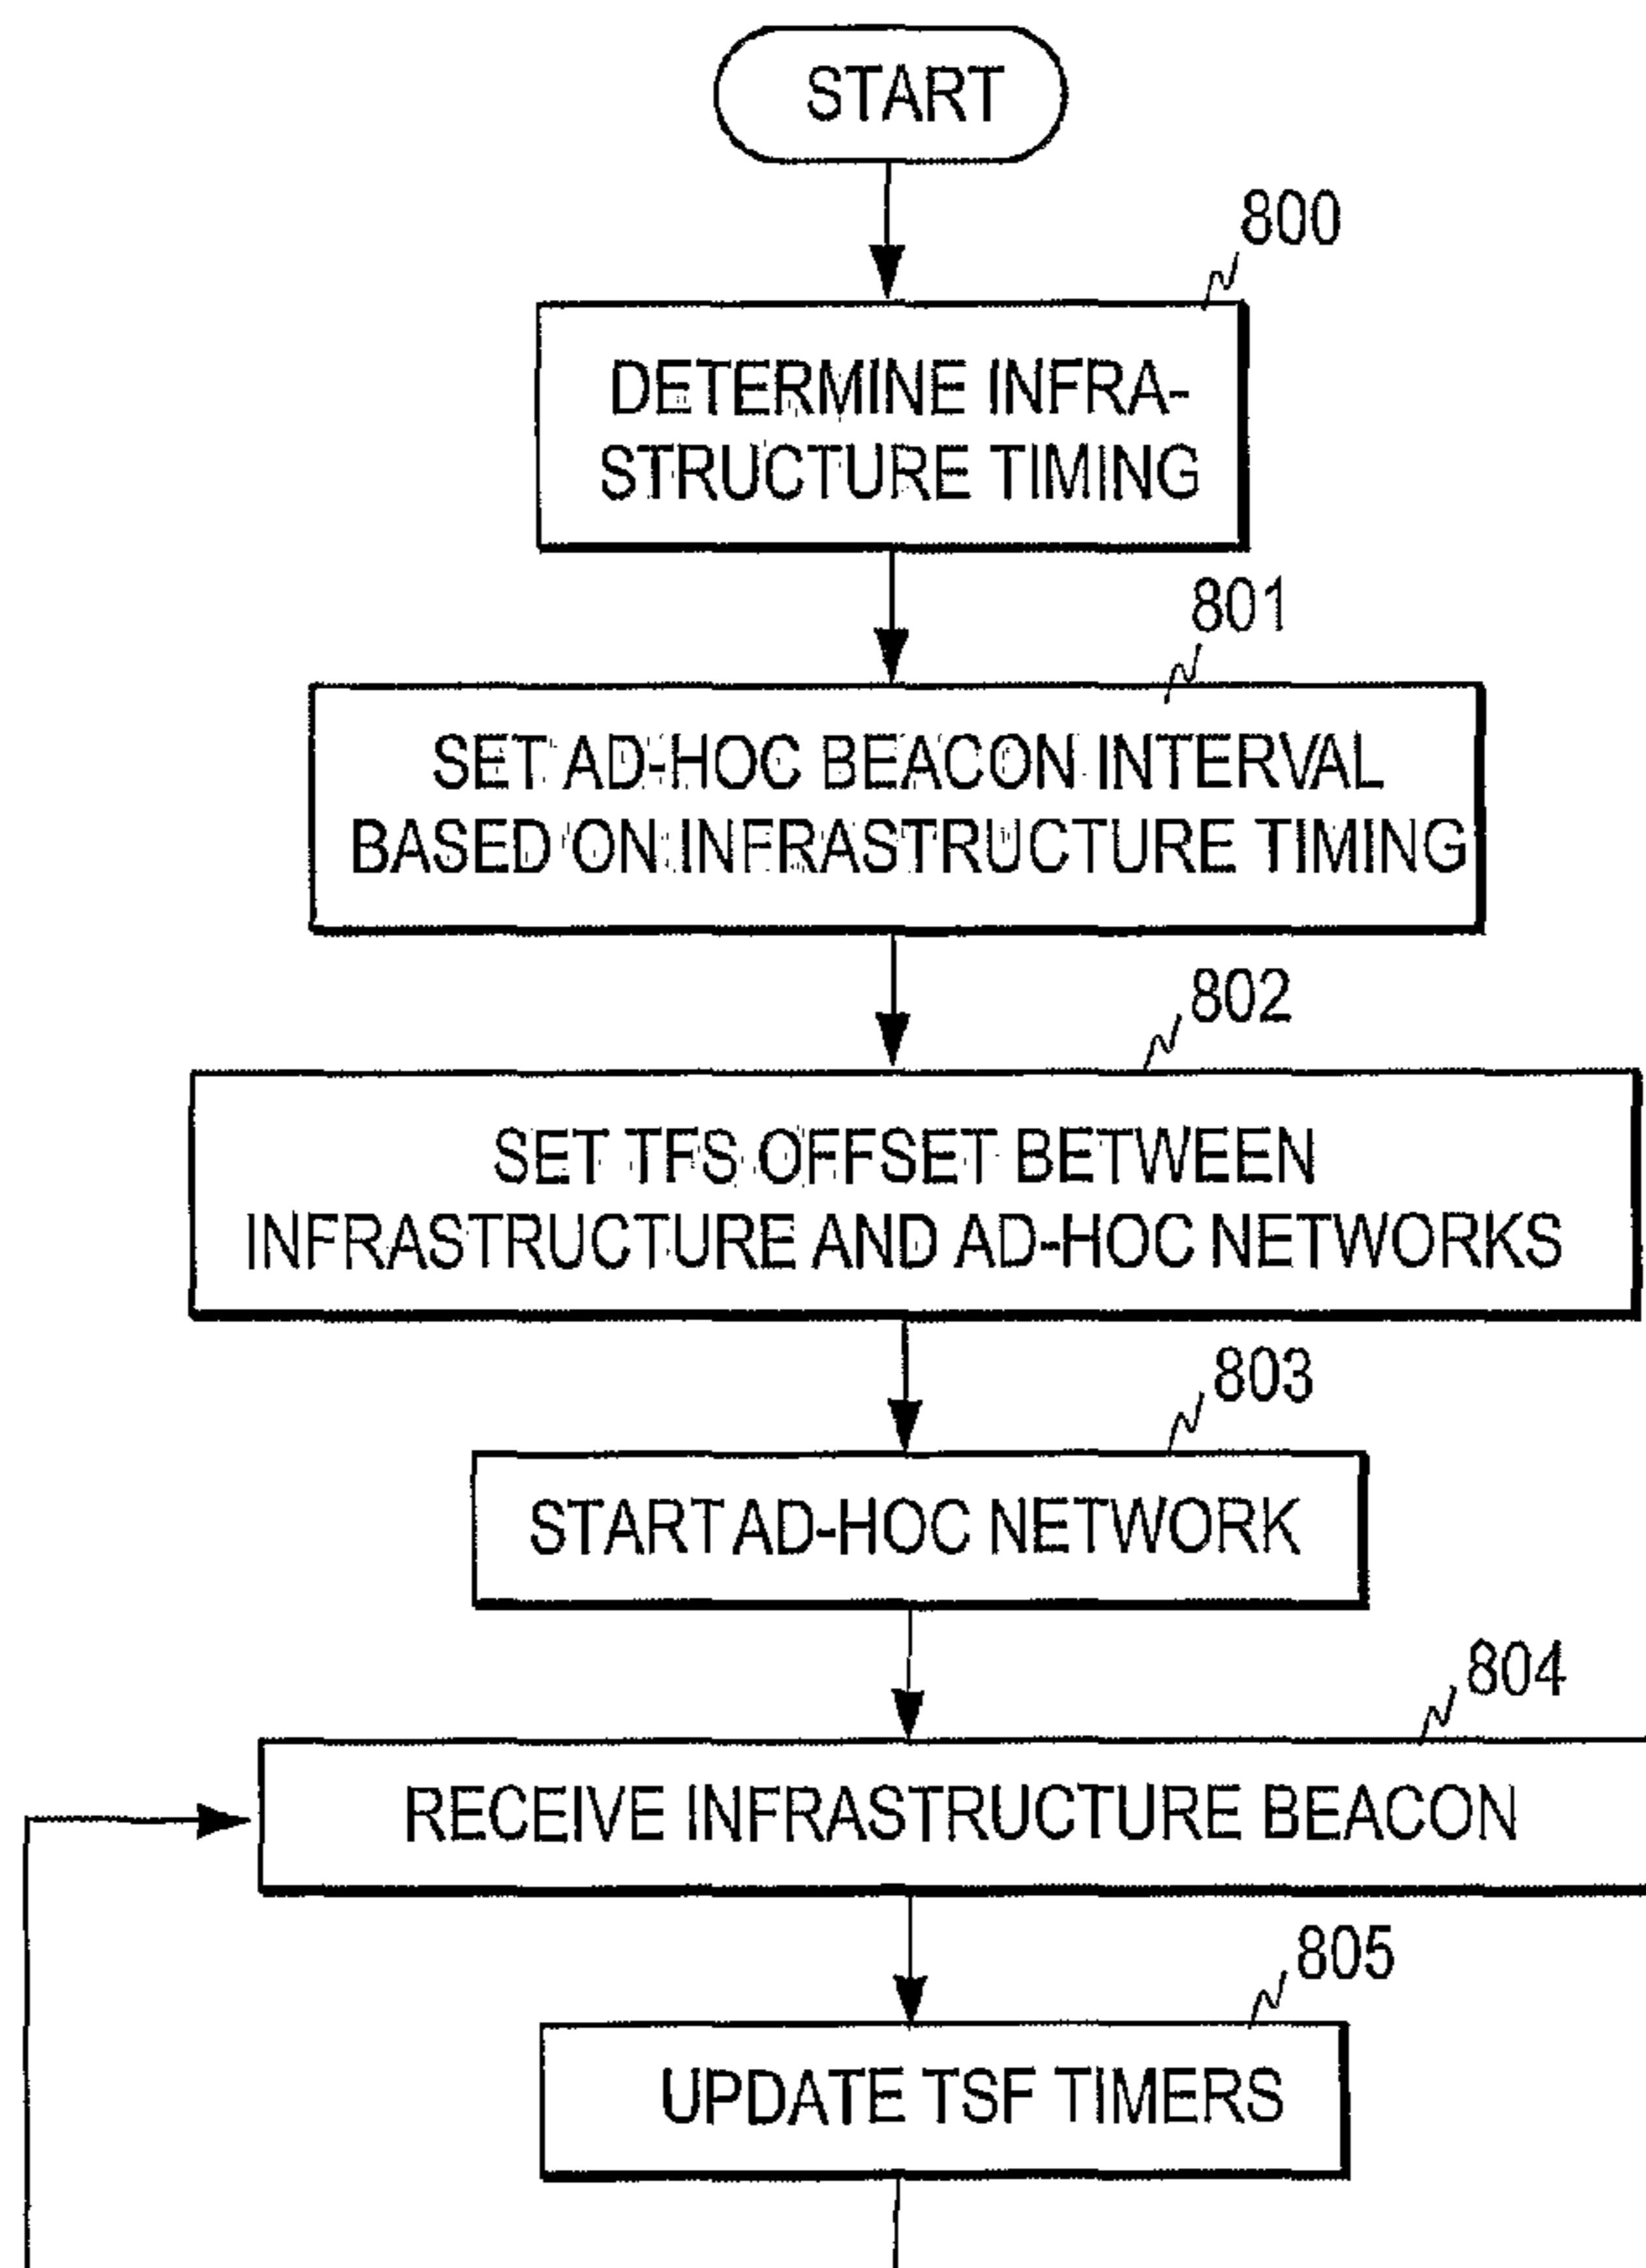 START
800
DETERMINE INFRA-
STRUCTURE TIMING
801
SET AD-HOC BEACON INTERVAL
BASED ON INFRASTRUCTURE TIMING
802
SET TFS OFFSET BETWEEN
INFRASTRUCTURE AND AD-HOC NETWORKS
803
START AD-HOC NETWORK
804
RECEIVE INFRASTRUCTURE BEACON
805
UPDATE TSF TIMERS